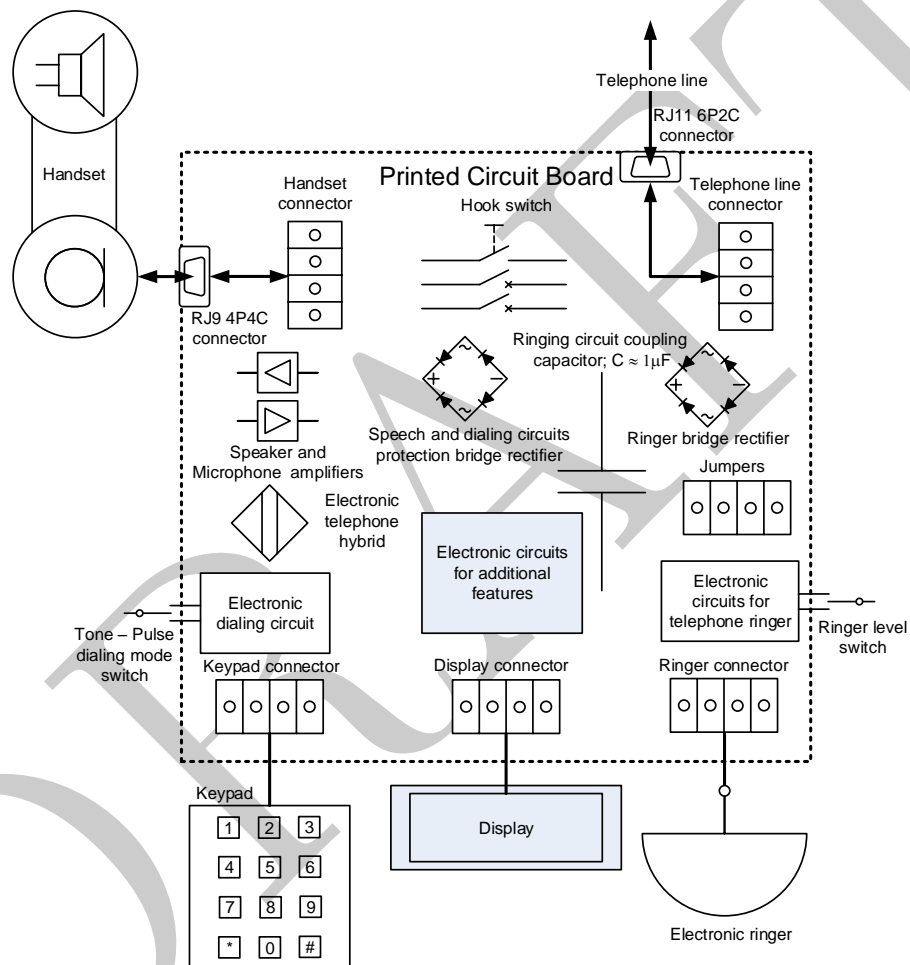 Telephone line
RJ11 6P2C
connector
Handset
Printed Circuit Board
Handset
connector
Hook switch
Telephone line
connector
RJ9 4P4C
connector
Ringing circuit coupling
capacitor; C ≈ 1μF
+ ~ ~ −
+ ~ ~ −
Speaker and
Microphone amplifiers
Speech and dialing circuits
protection bridge rectifier
Ringer bridge rectifier
Jumpers
Electronic
telephone
hybrid
Electronic circuits
for additional
features
Electronic
dialing circuit
Electronic
circuits for
telephone ringer
Tone – Pulse
dialing mode
switch
Ringer level
switch
Keypad connector
Display connector
Ringer connector
Keypad
1 2 3
4 5 6
7 8 9
* 0 #
Display
Electronic ringer
DRAFT